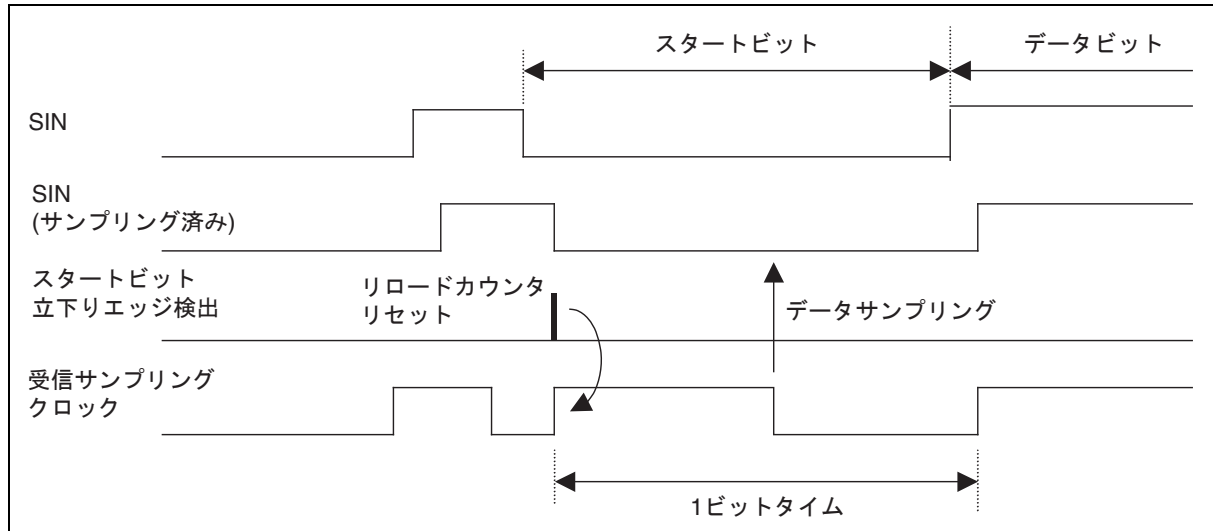 スタートビット
データビット
SIN
SIN
(サンプリング済み)
スタートビット
立下りエッジ検出
リロードカウンタ
リセット
データサンプリング
受信サンプリング
クロック
1ビットタイム